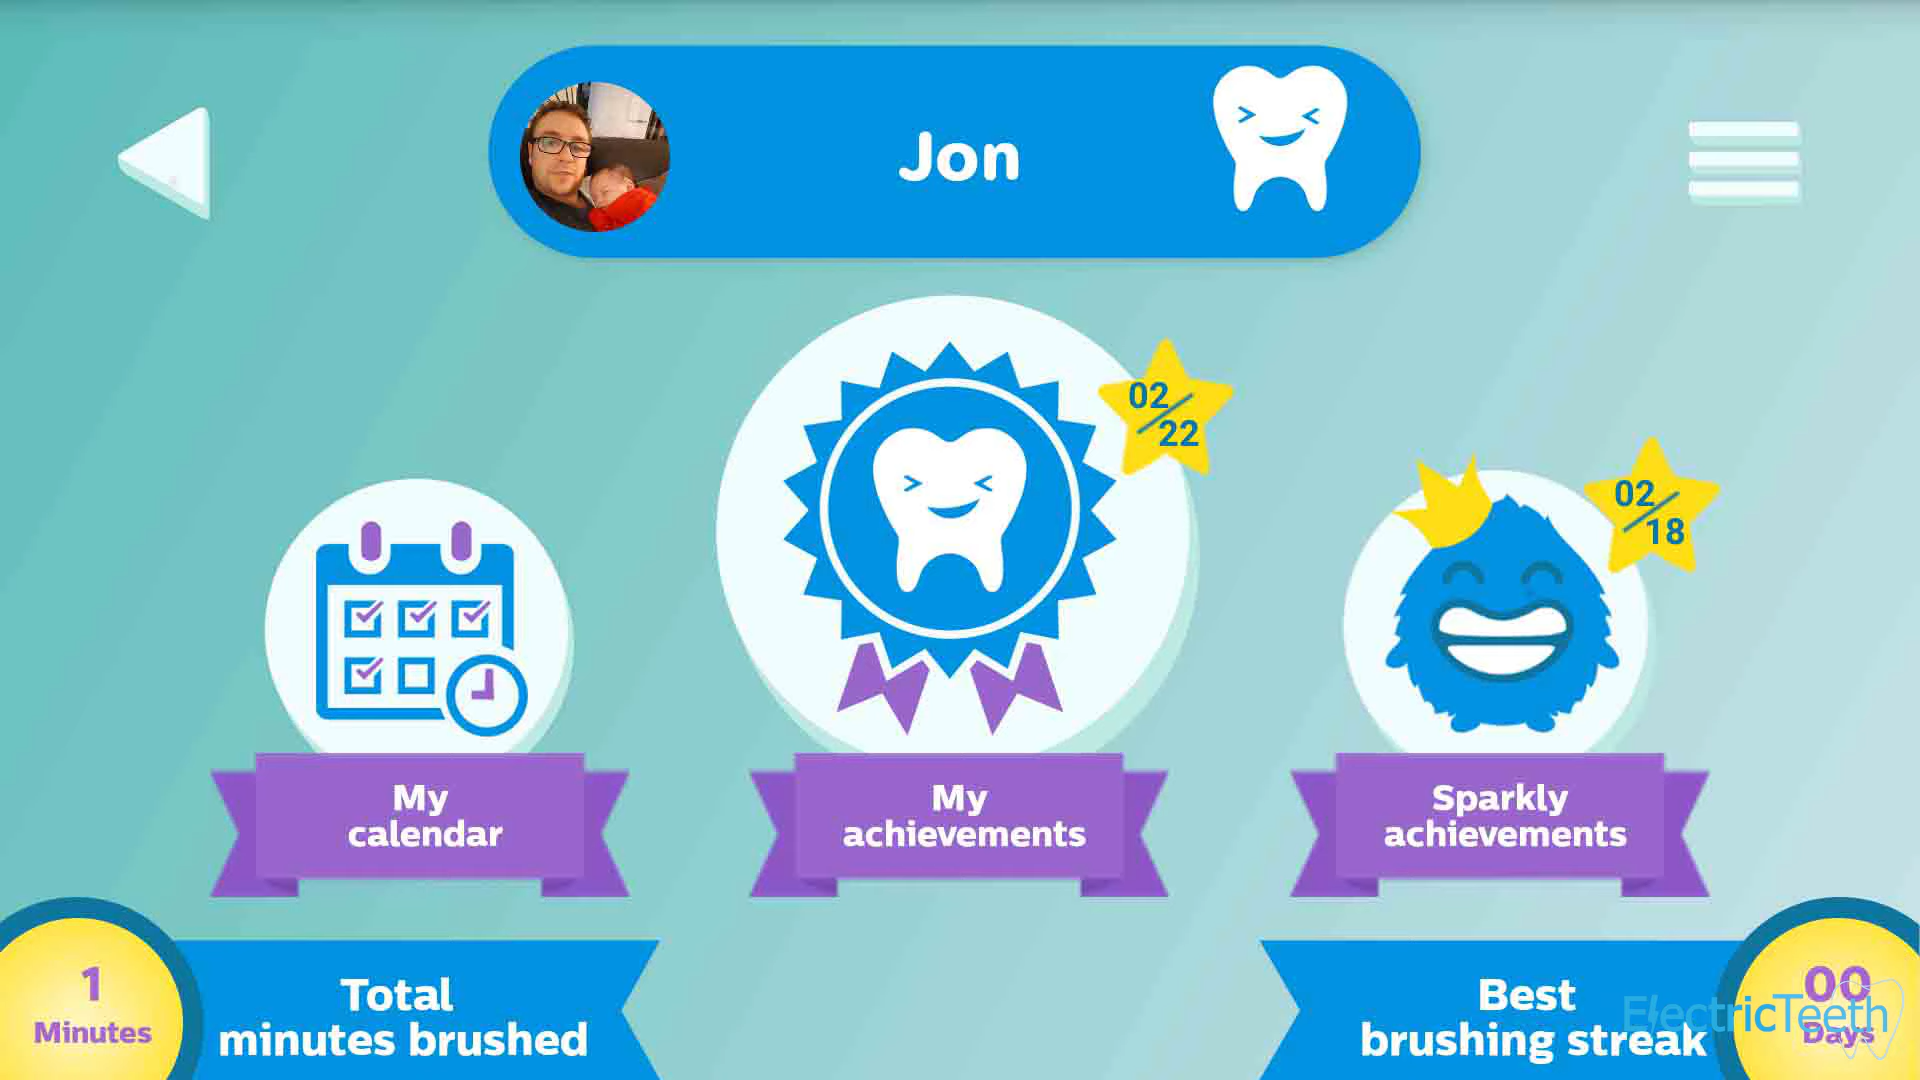 Jon
02/22
02/18
My
calendar
My
achievements
Sparkly
achievements
1
Minutes
Total
minutes brushed
Best
brushing streak
00
Days
ElectricTeeth